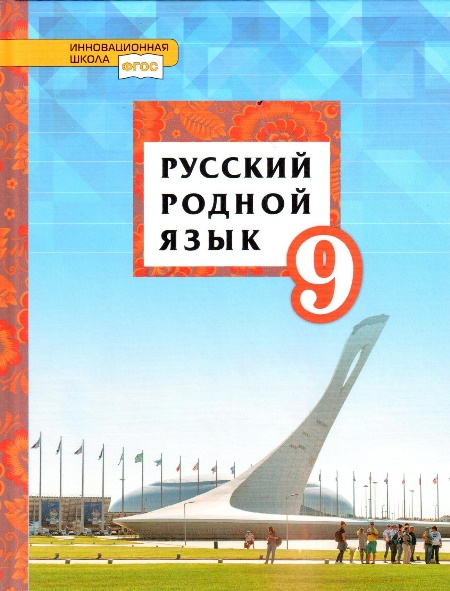 ИННОВАЦИОННАЯ
ШКОЛА
ФГОС
РУССКИЙ
РОДНОЙ
ЯЗЫК
9